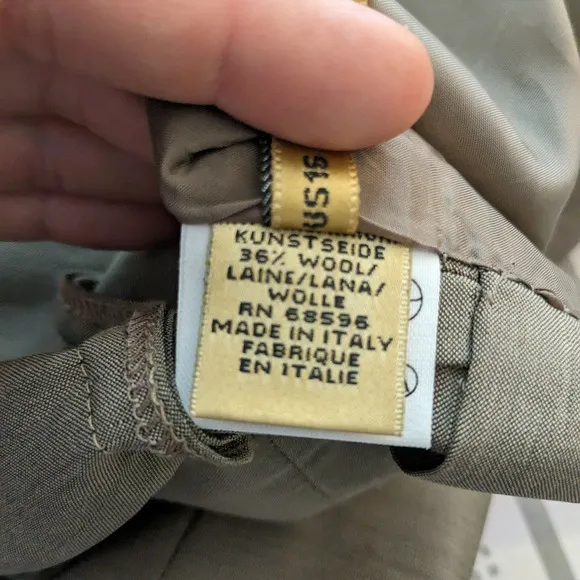 US 16
KUNSTSEIDE
36% WOOL/
LAINE/LANA/
WOLLE
RN 68596
MADE IN ITALY
FABRIQUE
EN ITALIE